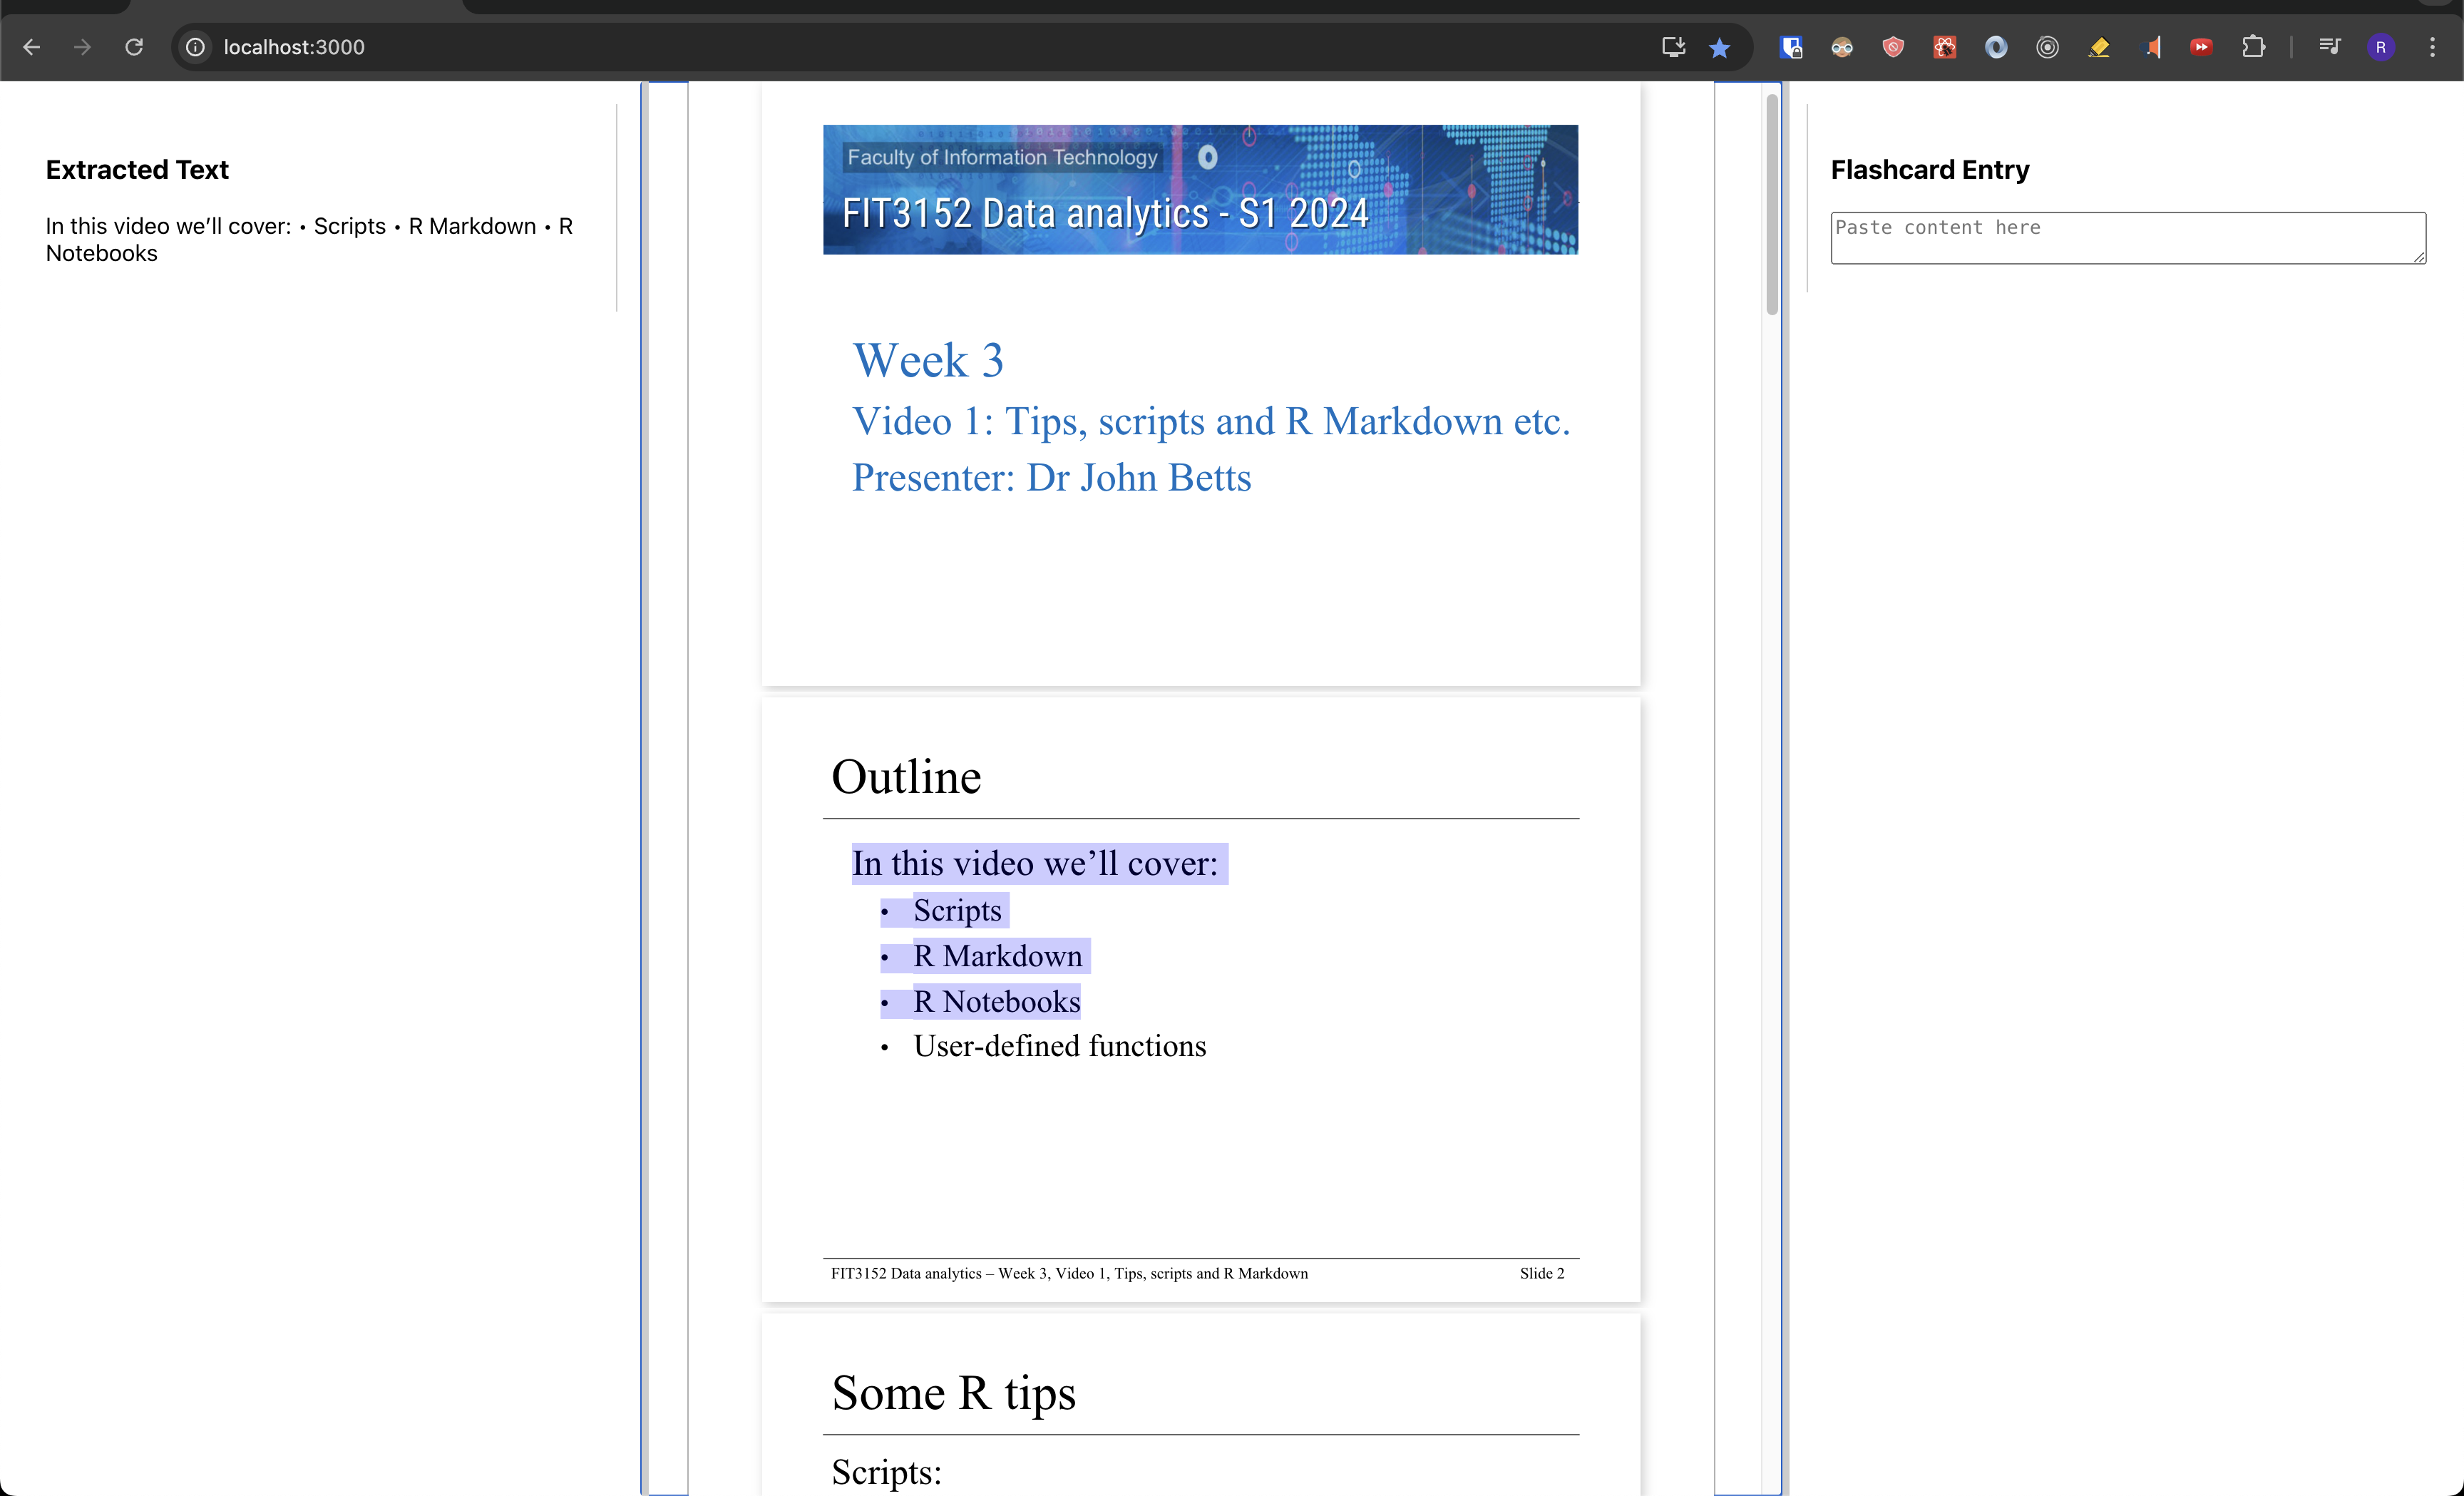 localhost:3000
R
Extracted Text
In this video we’ll cover: • Scripts • R Markdown • R
Notebooks
Faculty of Information Technology
FIT3152 Data analytics - S1 2024
Week 3
Video 1: Tips, scripts and R Markdown etc.
Presenter: Dr John Betts
Outline
In this video we’ll cover:
• Scripts
• R Markdown
• R Notebooks
• User-defined functions
FIT3152 Data analytics – Week 3, Video 1, Tips, scripts and R Markdown
Slide 2
Some R tips
Scripts:
Flashcard Entry
Paste content here